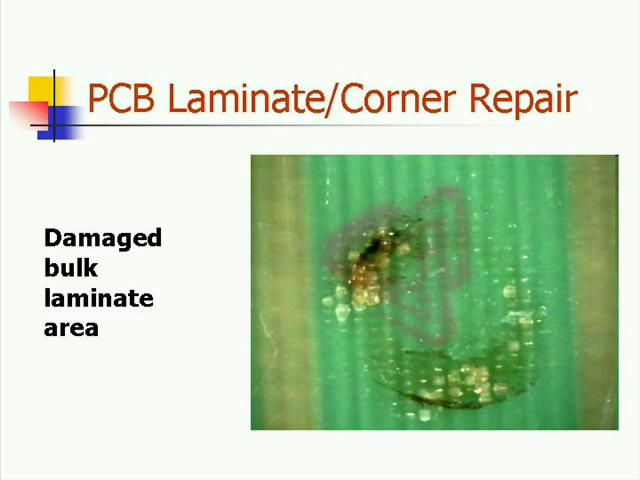 PCB Laminate/Corner Repair
Damaged
bulk
laminate
area